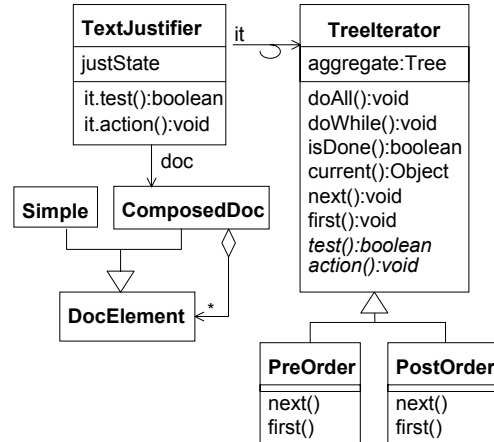 TextJustifier
justState
it.test():boolean
it.action():void
it
TreeIterator
aggregate:Tree
doAll():void
doWhile():void
isDone():boolean
current():Object
next():void
first():void
test():boolean
action():void
doc
Simple
ComposedDoc
*
DocElement
PreOrder
next()
first()
PostOrder
next()
first()